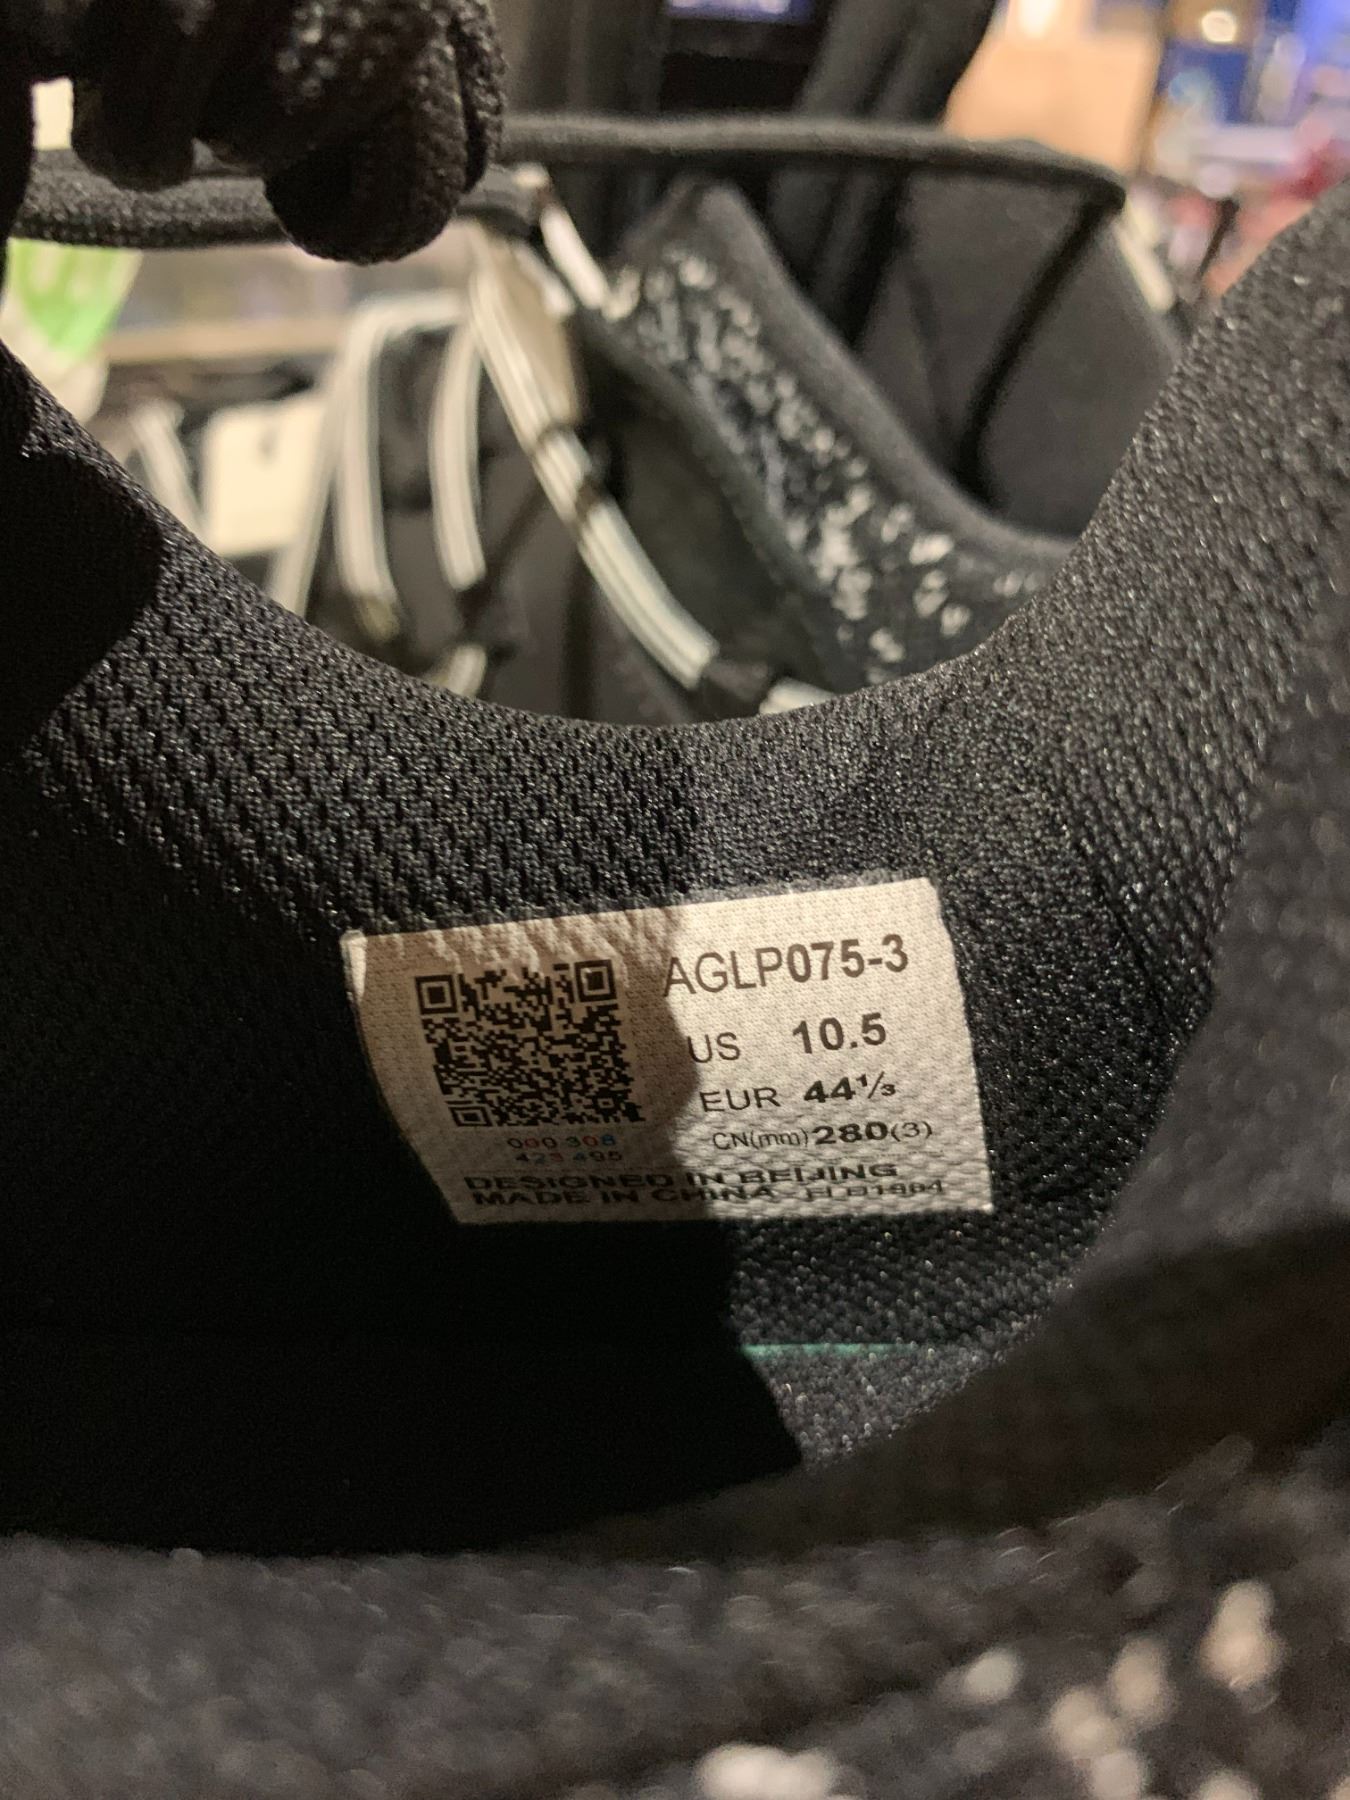 AGLP075-3
US 10.5
EUR 44⅓
CN(mm)280(3)
000 308
423 495
DESIGNED IN BEIJING
MADE IN CHINA